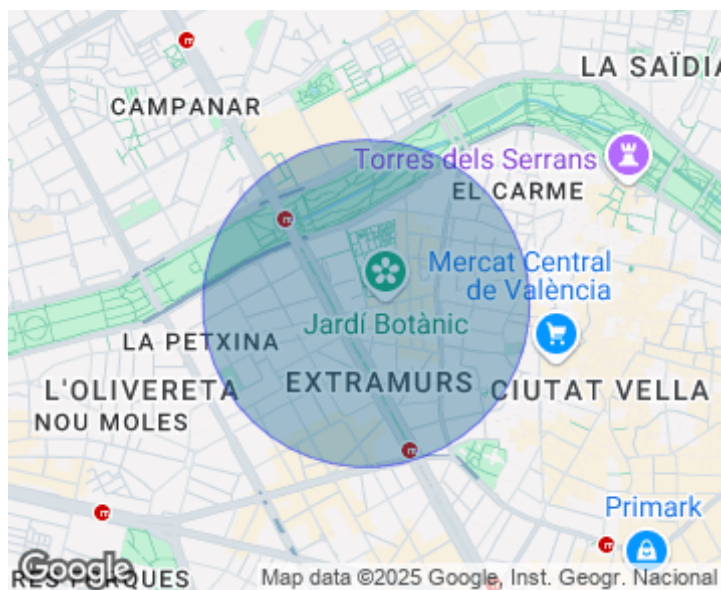 LA SAÏDIA
CAMPANAR
Torres dels Serrans
EL CARME
Mercat Central
de València
Jardí Botànic
LA PETXINA
L'OLIVERETA
EXTRAMURS
CIUTAT VELLA
NOU MOLES
Primark
Google
Map data ©2025 Google, Inst. Geogr. Nacional